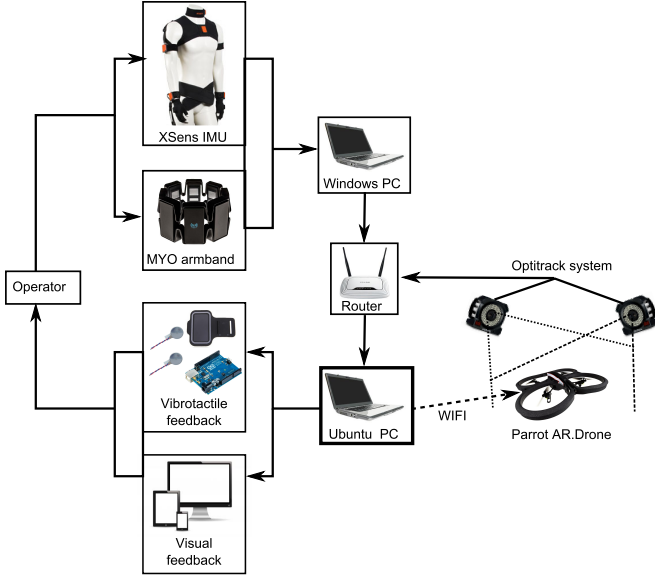 XSens IMU
Windows PC
MYO armband
Optitrack system
Operator
Router
Vibrotactile
feedback
Ubuntu PC
WIFI
Parrot AR.Drone
Visual
feedback